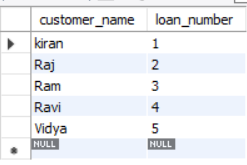 customer_name loan_number
kiran 1
Raj 2
Ram 3
Ravi 4
Vidya 5
NULL NULL